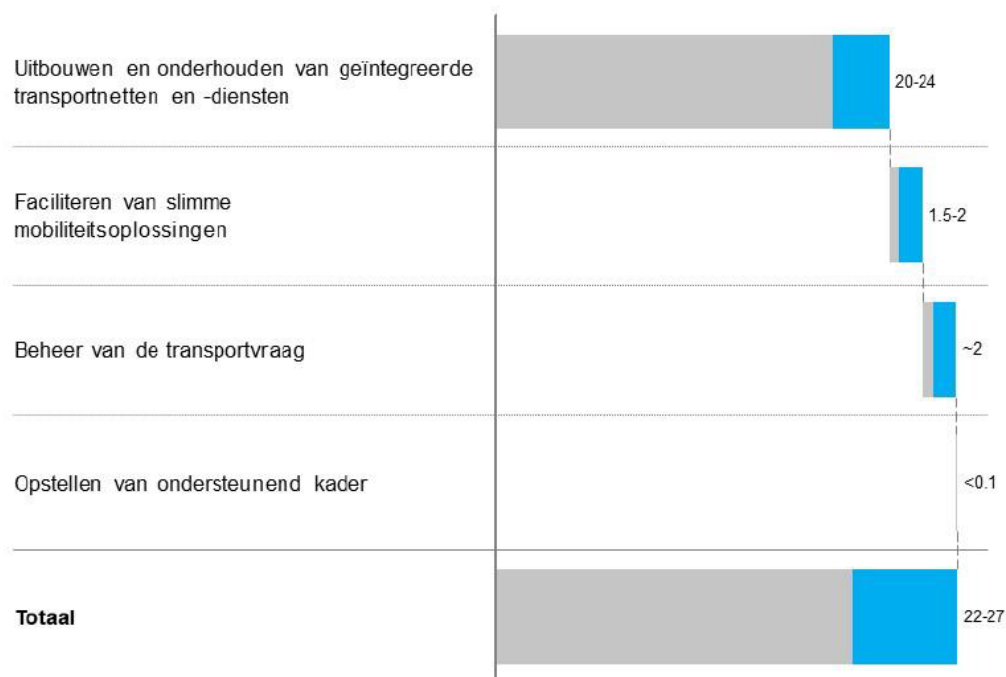 Uitbouwen en onderhouden van geïntegreerde
transportnetten en -diensten
20-24
Faciliteren van slimme
mobiliteitsoplossingen
1.5-2
Beheer van de transportvraag
~2
Opstellen van ondersteunend kader
<0.1
Totaal
22-27